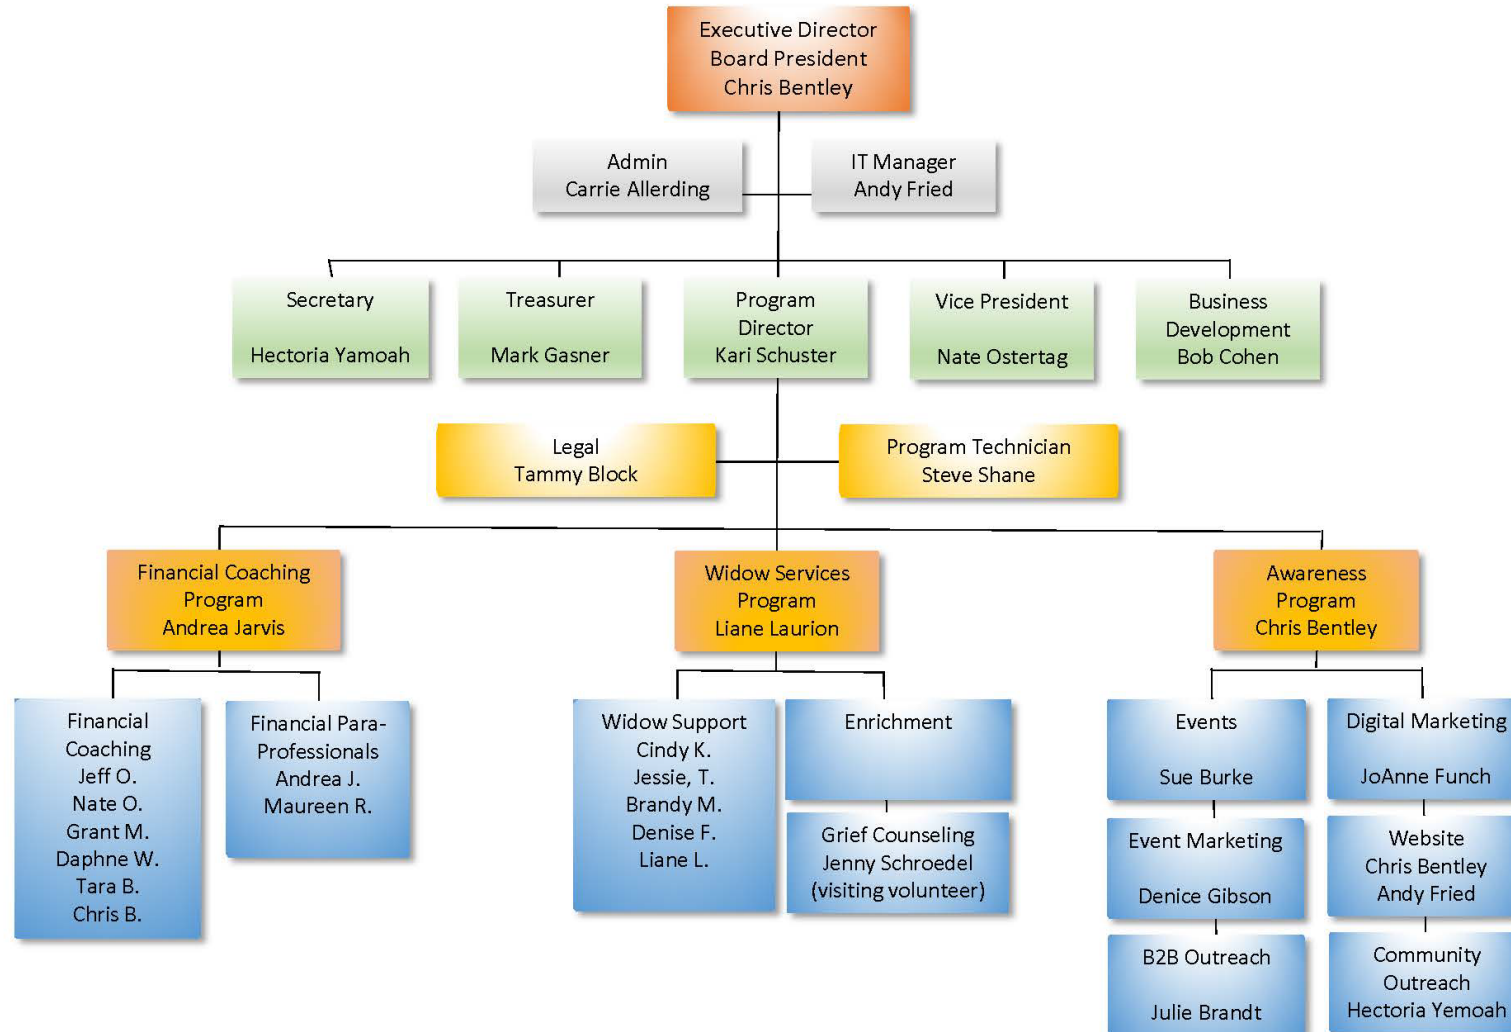 Executive Director
Board President
Chris Bentley
Admin
Carrie Allerding
IT Manager
Andy Fried
Secretary
Hectoria Yamoah
Treasurer
Mark Gasner
Program
Director
Kari Schuster
Vice President
Nate Ostertag
Business
Development
Bob Cohen
Legal
Tammy Block
Program Technician
Steve Shane
Financial Coaching
Program
Andrea Jarvis
Widow Services
Program
Liane Laurion
Awareness
Program
Chris Bentley
Financial
Coaching
Jeff O.
Nate O.
Grant M.
Daphne W.
Tara B.
Chris B.
Financial Para-
Professionals
Andrea J.
Maureen R.
Widow Support
Cindy K.
Jessie, T.
Brandy M.
Denise F.
Liane L.
Enrichment
Grief Counseling
Jenny Schroedel
(visiting volunteer)
Events
Sue Burke
Event Marketing
Denice Gibson
B2B Outreach
Julie Brandt
Digital Marketing
JoAnne Funch
Website
Chris Bentley
Andy Fried
Community
Outreach
Hectoria Yemoah